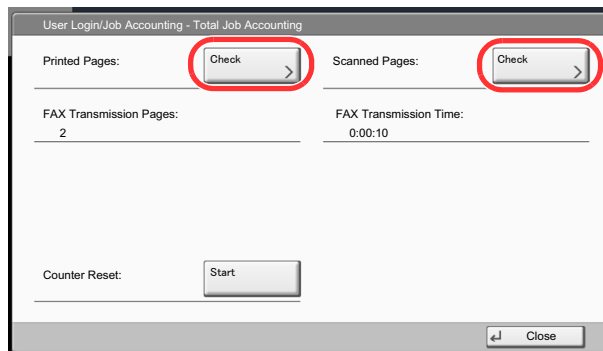 User Login/Job Accounting - Total Job Accounting
Printed Pages: Check Scanned Pages: Check
FAX Transmission Pages: FAX Transmission Time:
2 0:00:10
Counter Reset: Start
Close